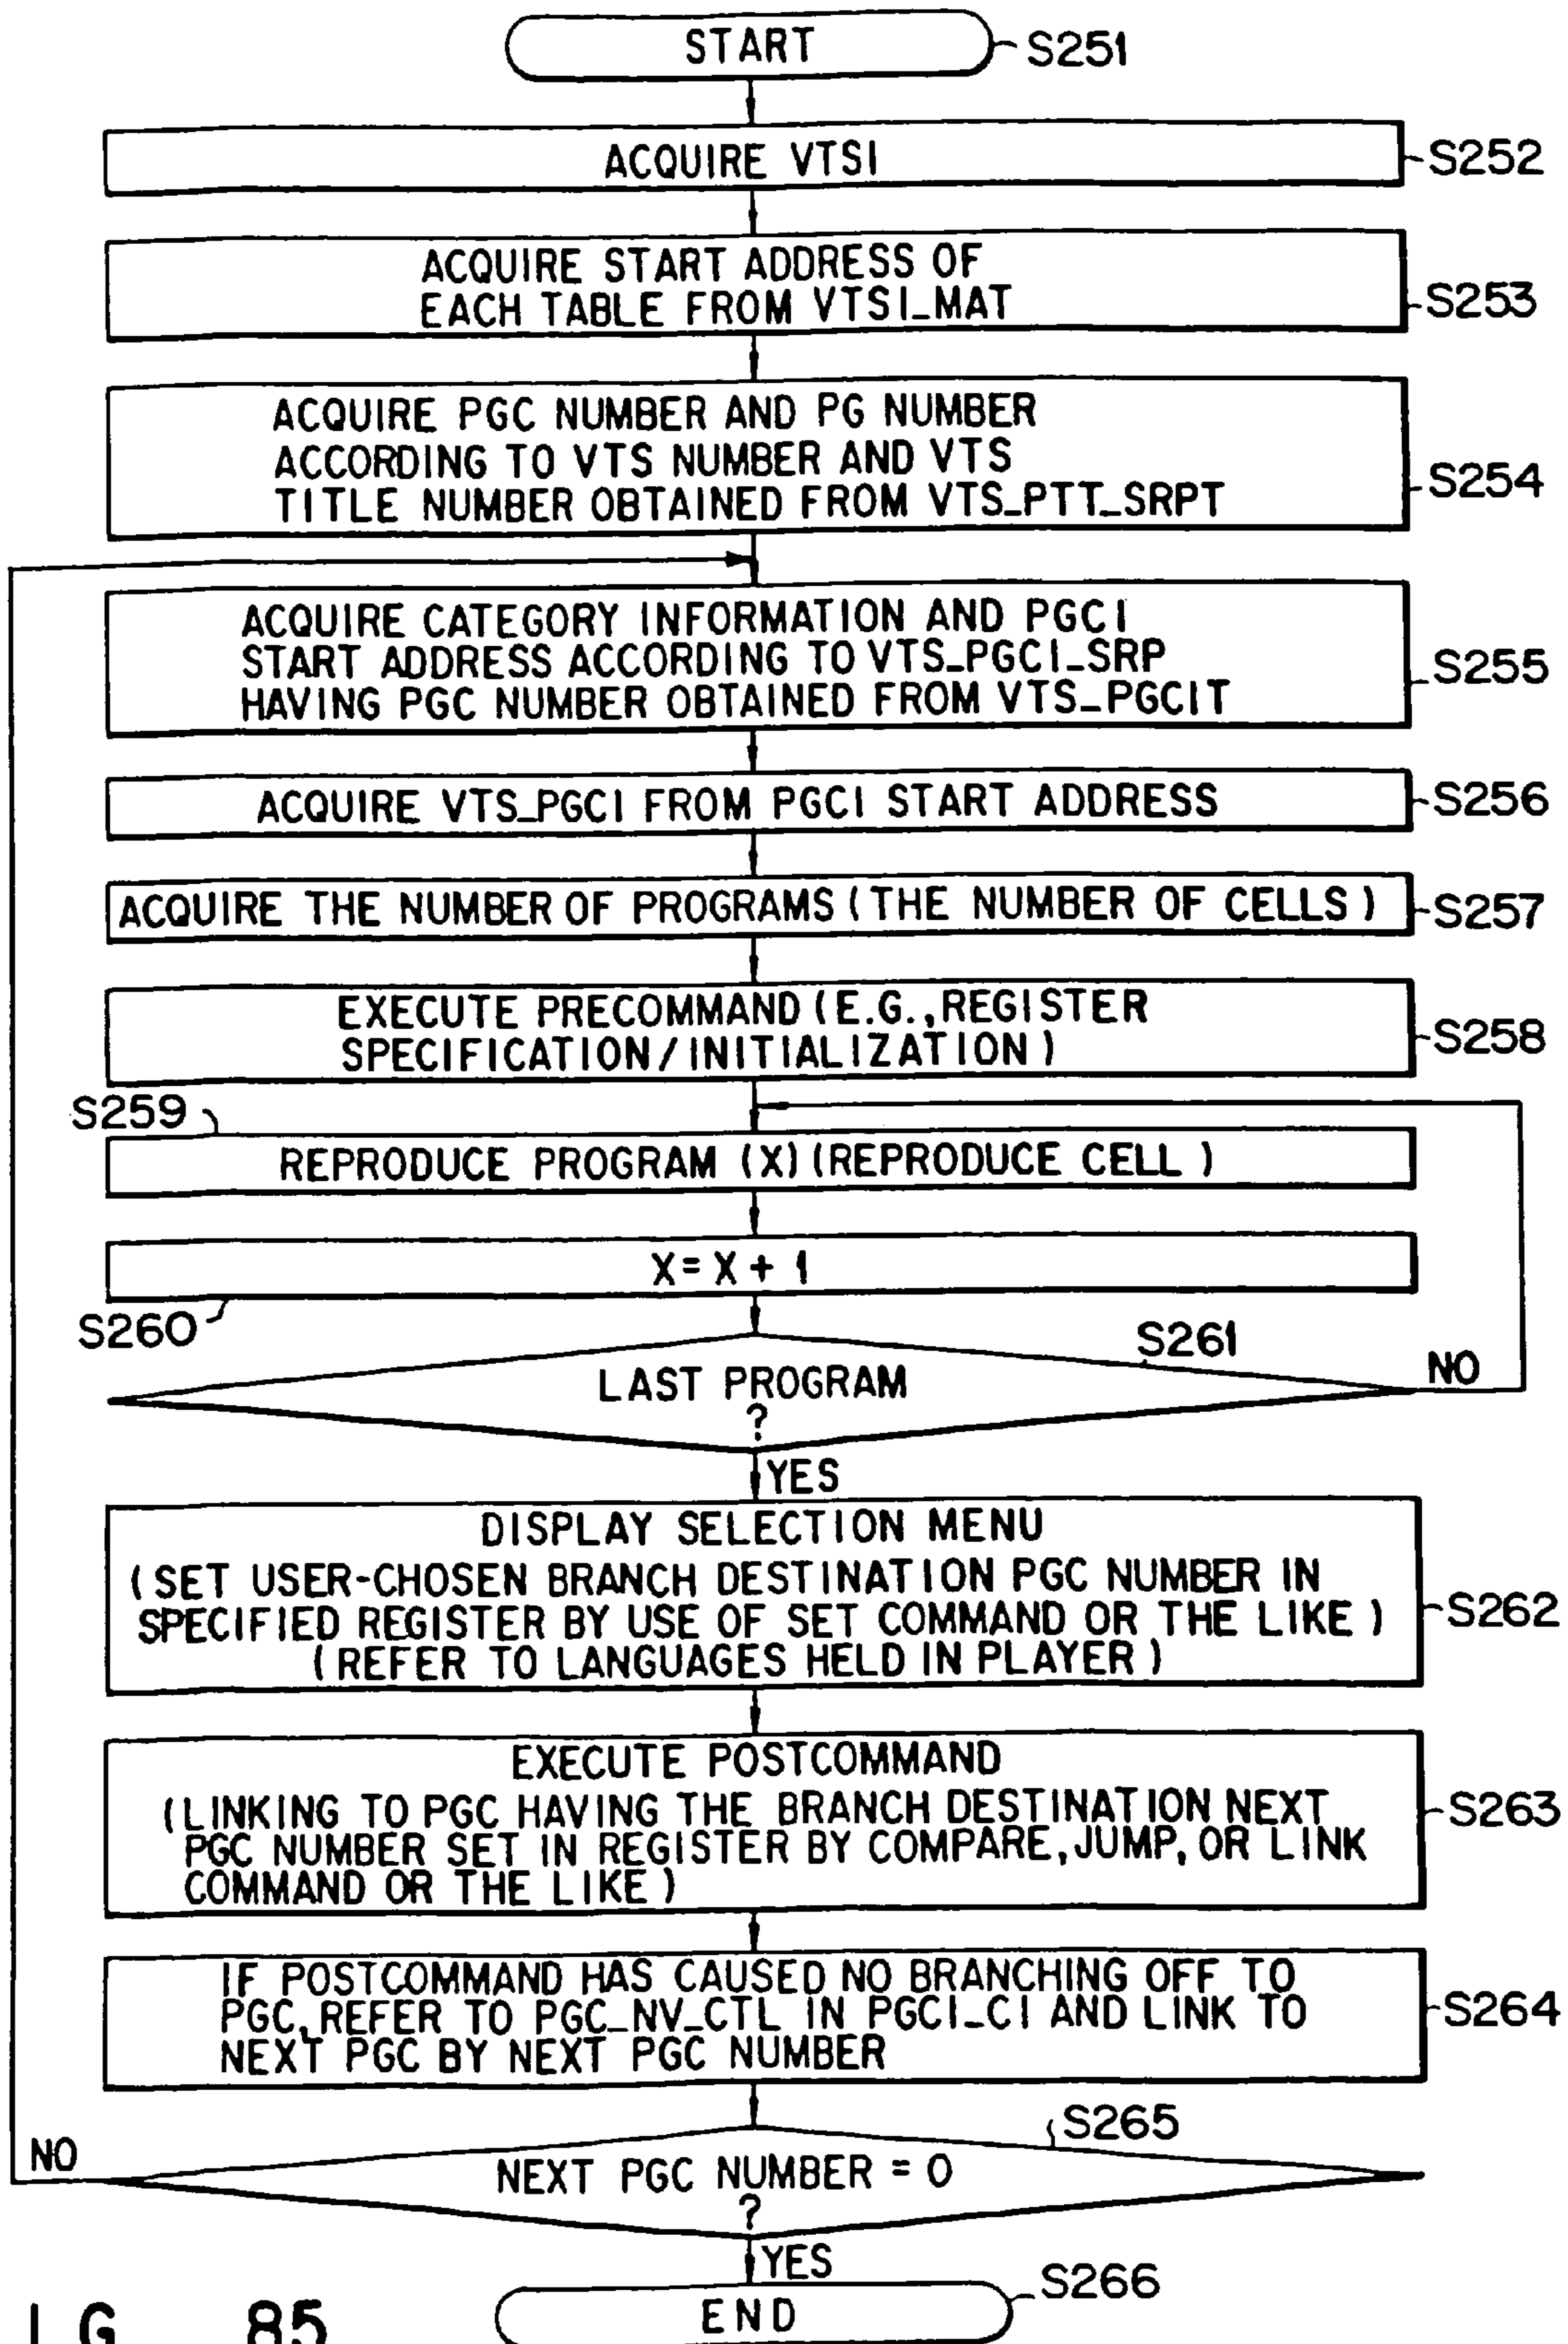 START
S251
ACQUIRE VTSI
S252
ACQUIRE START ADDRESS OF
EACH TABLE FROM VTSI_MAT
S253
ACQUIRE PGC NUMBER AND PG NUMBER
ACCORDING TO VTS NUMBER AND VTS
TITLE NUMBER OBTAINED FROM VTS_PTT_SRPT
S254
ACQUIRE CATEGORY INFORMATION AND PGCI
START ADDRESS ACCORDING TO VTS_PGCI_SRP
HAVING PGC NUMBER OBTAINED FROM VTS_PGCIT
S255
ACQUIRE VTS_PGCI FROM PGCI START ADDRESS
S256
ACQUIRE THE NUMBER OF PROGRAMS (THE NUMBER OF CELLS)
S257
EXECUTE PRECOMMAND (E.G., REGISTER
SPECIFICATION/INITIALIZATION)
S258
S259
REPRODUCE PROGRAM (X) (REPRODUCE CELL)
X = X + 1
S260
S261
LAST PROGRAM
?
NO
YES
DISPLAY SELECTION MENU
(SET USER-CHOSEN BRANCH DESTINATION PGC NUMBER IN
SPECIFIED REGISTER BY USE OF SET COMMAND OR THE LIKE)
(REFER TO LANGUAGES HELD IN PLAYER)
S262
EXECUTE POSTCOMMAND
(LINKING TO PGC HAVING THE BRANCH DESTINATION NEXT
PGC NUMBER SET IN REGISTER BY COMPARE, JUMP, OR LINK
COMMAND OR THE LIKE)
S263
IF POSTCOMMAND HAS CAUSED NO BRANCHING OFF TO
PGC, REFER TO PGC_NV_CTL IN PGCI_CI AND LINK TO
NEXT PGC BY NEXT PGC NUMBER
S264
S265
NO
NEXT PGC NUMBER = 0
?
YES
END
S266
IG. 85